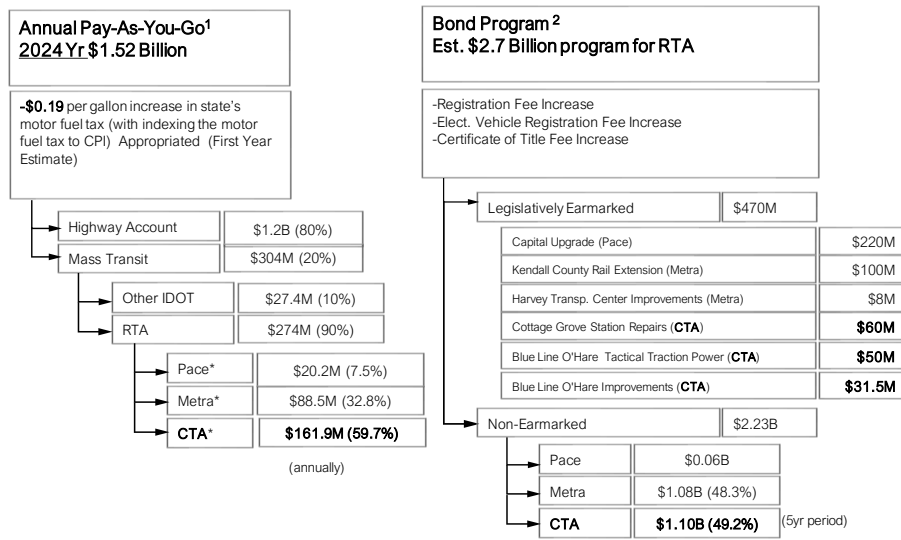 Annual Pay-As-You-Go¹
2024 Yr $1.52 Billion
-$0.19 per gallon increase in state's
motor fuel tax (with indexing the motor
fuel tax to CPI) Appropriated (First Year
Estimate)
Highway Account $1.2B (80%)
Mass Transit $304M (20%)
Other IDOT $27.4M (10%)
RTA $274M (90%)
Pace* $20.2M (7.5%)
Metra* $88.5M (32.8%)
CTA* $161.9M (59.7%)
(annually)
Bond Program ²
Est. $2.7 Billion program for RTA
-Registration Fee Increase
-Elect. Vehicle Registration Fee Increase
-Certificate of Title Fee Increase
Legislatively Earmarked $470M
Capital Upgrade (Pace) $220M
Kendall County Rail Extension (Metra) $100M
Harvey Transp. Center Improvements (Metra) $8M
Cottage Grove Station Repairs (CTA) $60M
Blue Line O'Hare Tactical Traction Power (CTA) $50M
Blue Line O'Hare Improvements (CTA) $31.5M
Non-Earmarked $2.23B
Pace $0.06B
Metra $1.08B (48.3%)
CTA $1.10B (49.2%) (5yr period)